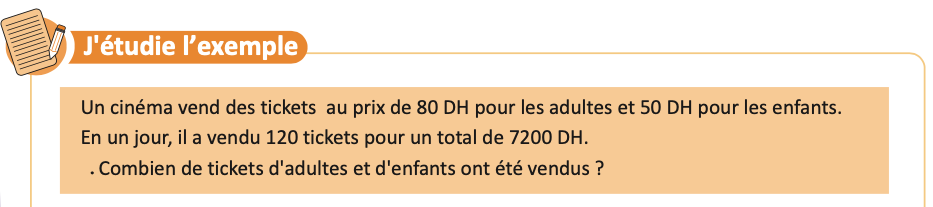 J'étudie l’exemple
Un cinéma vend des tickets au prix de 80 DH pour les adultes et 50 DH pour les enfants.
En un jour, il a vendu 120 tickets pour un total de 7200 DH.
. Combien de tickets d'adultes et d'enfants ont été vendus ?